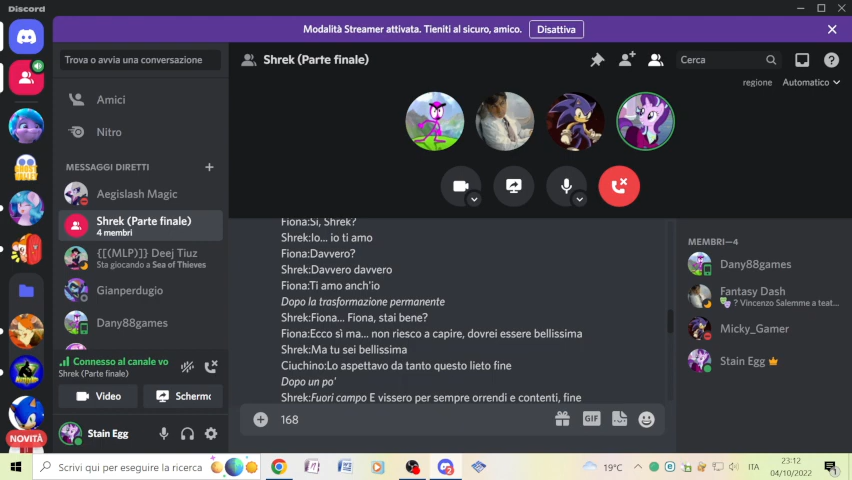 Discord
Modalità Streamer attivata. Tieniti al sicuro, amico.
Disattiva
Trova o avvia una conversazione
Shrek (Parte finale)
Cerca
regione
Automatico
Amici
Nitro
MESSAGGI DIRETTI
Aegislash Magic
Shrek (Parte finale)
4 membri
{[(MLP)]} Deej Tiuz
Sta giocando a Sea of Thieves
Gianperdugio
Dany88games
Connesso al canale vo
Shrek (Parte finale)
Video
Schermo
Stain Egg
NOVITÀ
Fiona:Sì, Shrek?
Shrek:Io... io ti amo
Fiona:Davvero?
Shrek:Davvero davvero
Fiona:Ti amo anch'io
Dopo la trasformazione permanente
Shrek:Fiona... Fiona, stai bene?
Fiona:Ecco sì ma... non riesco a capire, dovrei essere bellissima
Shrek:Ma tu sei bellissima
Ciuchino:Lo aspettavo da tanto questo lieto fine
Dopo un po'
Shrek:Fuori campo E vissero per sempre orrendi e contenti, fine
168
GIF
MEMBRI—4
Dany88games
Fantasy Dash
? Vincenzo Salemme a teat...
Micky_Gamer
Stain Egg
Scrivi qui per eseguire la ricerca
19°C
ITA
23:12
04/10/2022